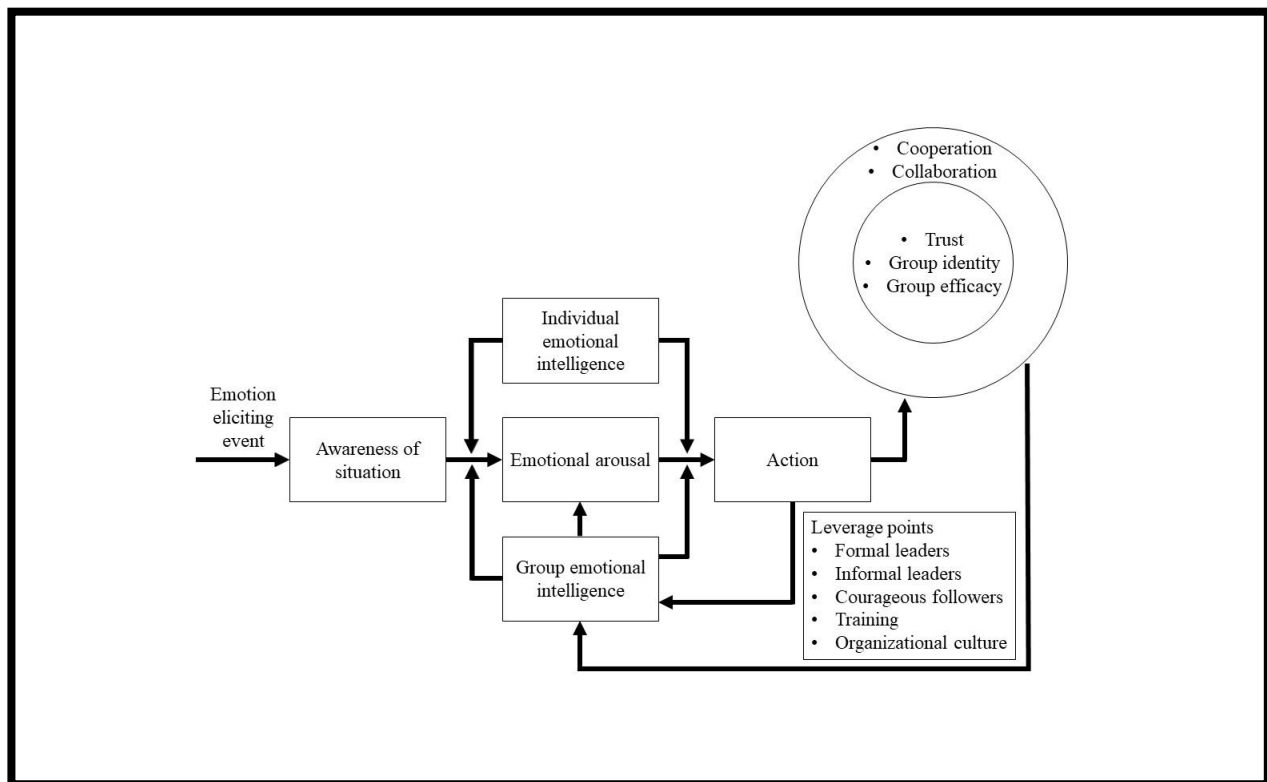 • Cooperation
• Collaboration
• Trust
• Group identity
• Group efficacy
Individual
emotional
intelligence
Emotion
eliciting
event
Awareness of
situation
Emotional arousal
Action
Group emotional
intelligence
Leverage points
• Formal leaders
• Informal leaders
• Courageous followers
• Training
• Organizational culture